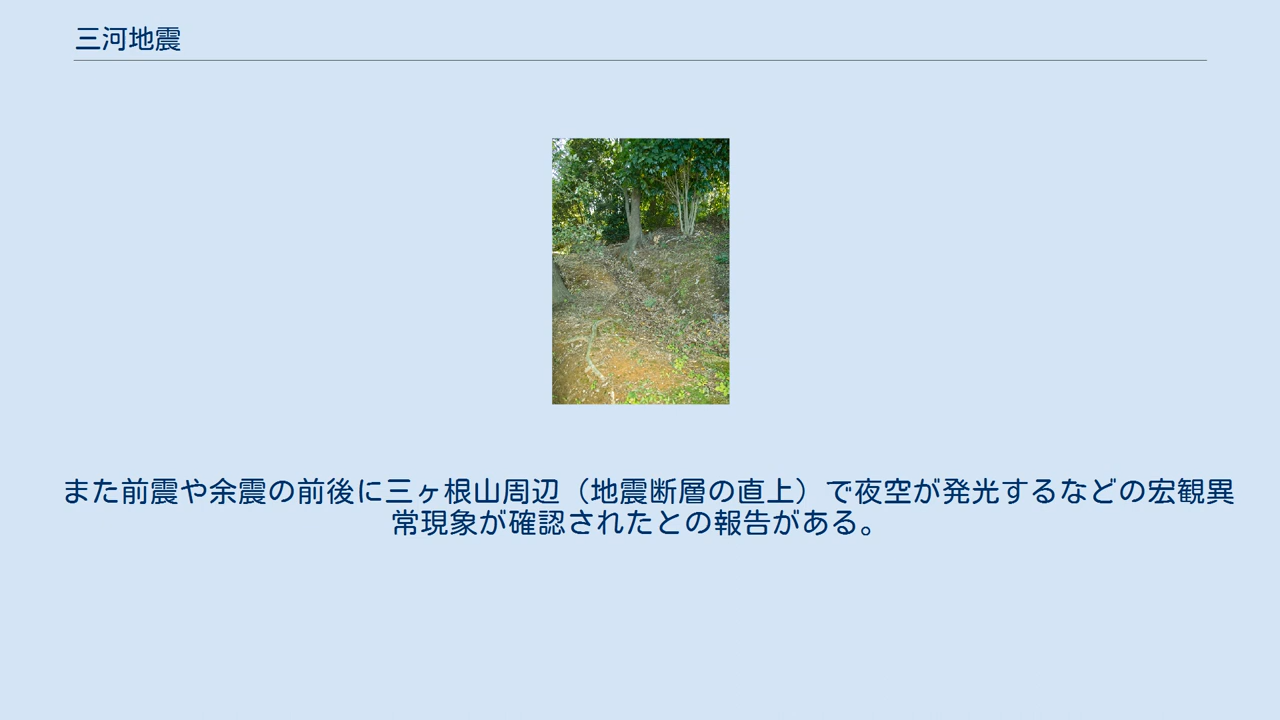 三河地震
また前震や余震の前後に三ヶ根山周辺（地震断層の直上）で夜空が発光するなどの宏観異
常現象が確認されたとの報告がある。